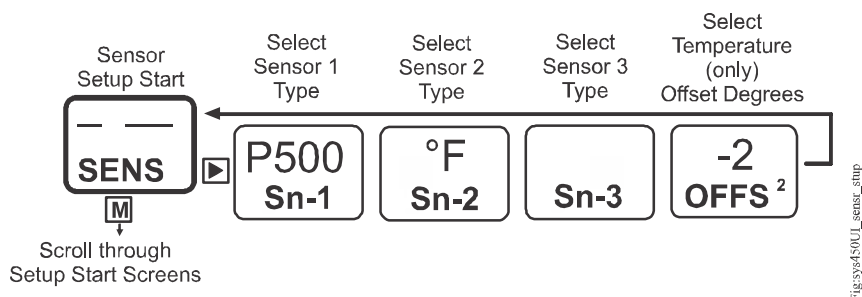 Sensor
Setup Start
Select
Sensor 1
Type
Select
Sensor 2
Type
Select
Sensor 3
Type
Select
Temperature
(only)
Offset Degrees
— —
SENS
P500
Sn-1
°F
Sn-2
Sn-3
-2
OFFS 2
M
Scroll through
Setup Start Screens
Fig:sys450UI_sensr_stup